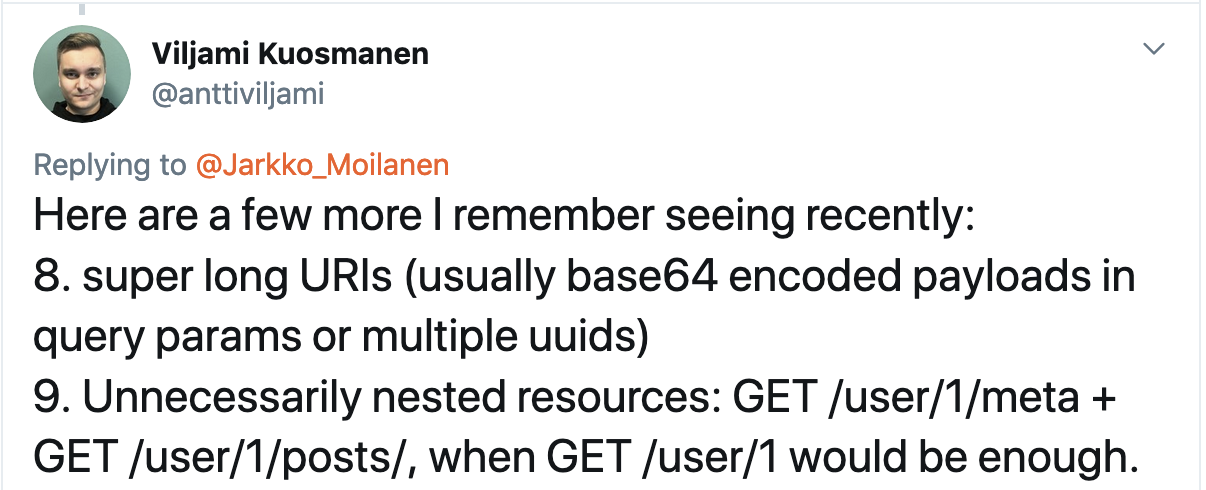 Viljami Kuosmanen
@anttiviljami
Replying to @Jarkko_Moilanen
Here are a few more I remember seeing recently:
8. super long URIs (usually base64 encoded payloads in
query params or multiple uuids)
9. Unnecessarily nested resources: GET /user/1/meta +
GET /user/1/posts/, when GET /user/1 would be enough.